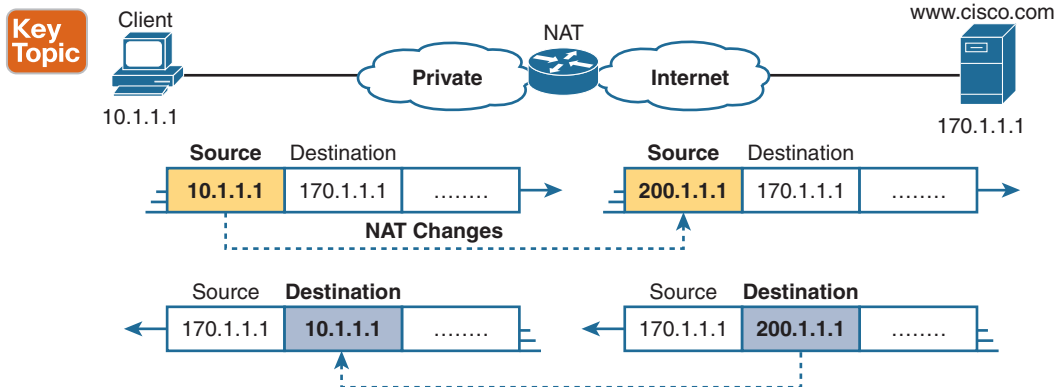 Key
Topic
Client
NAT
www.cisco.com
Private
Internet
10.1.1.1
170.1.1.1
Source Destination
10.1.1.1 170.1.1.1 ........
Source Destination
200.1.1.1 170.1.1.1 ........
NAT Changes
Source Destination
170.1.1.1 10.1.1.1 ........
Source Destination
170.1.1.1 200.1.1.1 ........